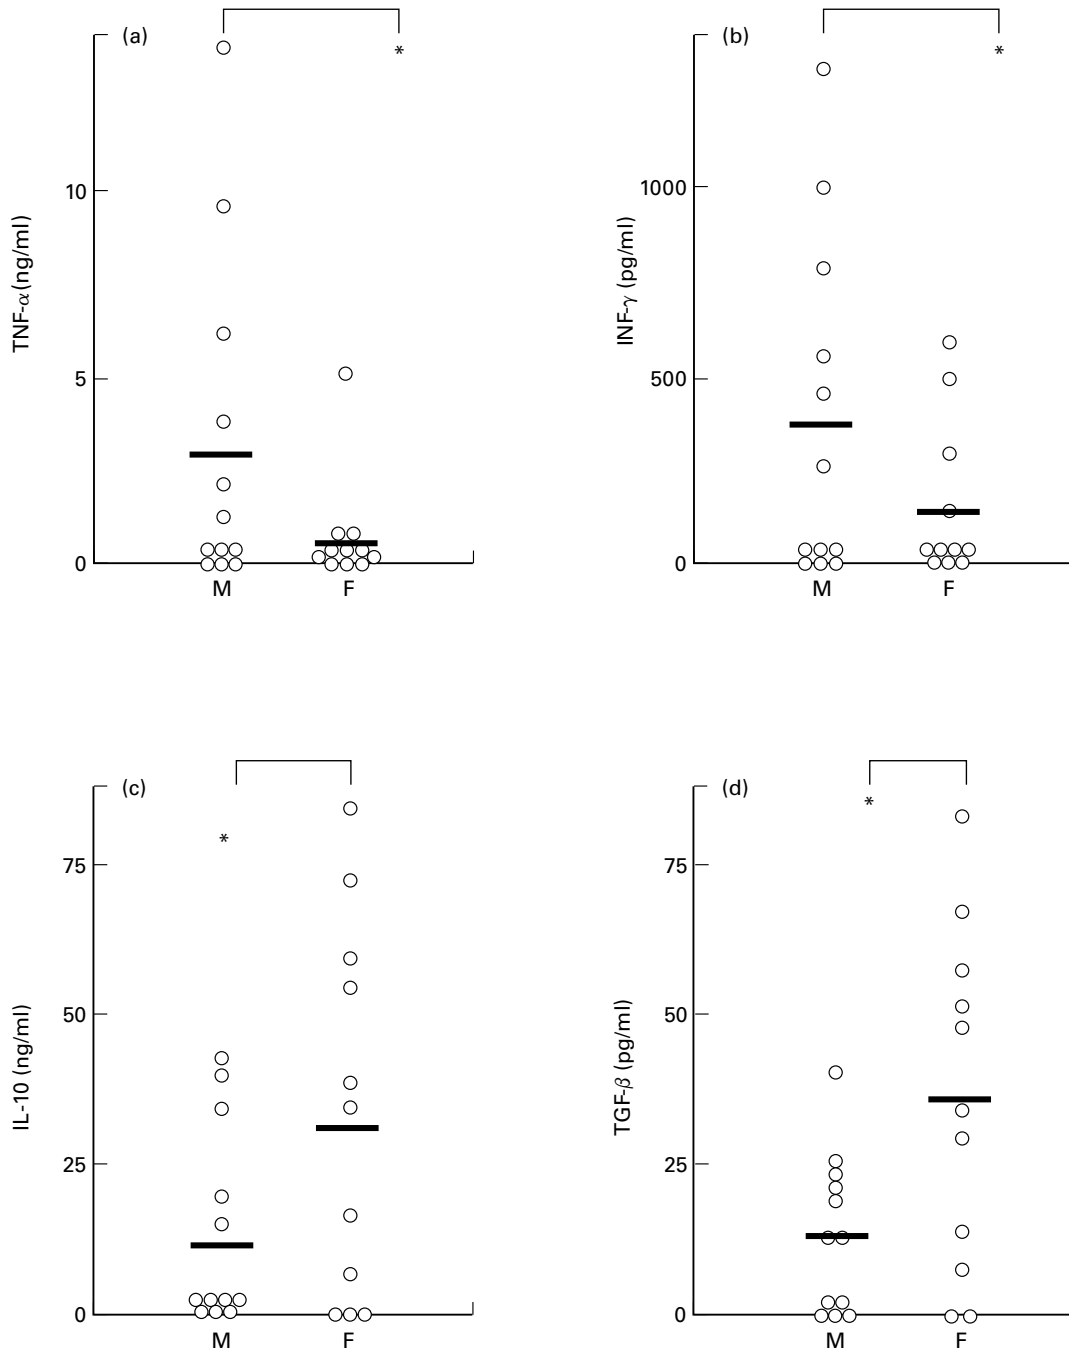 (a)
*
TNF-α(ng/ml)
10
5
0
M F
(b)
*
INF-γ (pg/ml)
1000
500
0
M F
(c)
*
IL-10 (ng/ml)
75
50
25
0
M F
(d)
*
TGF-β (pg/ml)
75
50
25
0
M F